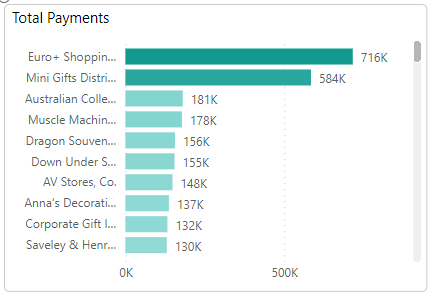 Total Payments
Euro+ Shoppin... 716K
Mini Gifts Distri... 584K
Australian Colle... 181K
Muscle Machin... 178K
Dragon Souven... 156K
Down Under S... 155K
AV Stores, Co. 148K
Anna's Decorati... 137K
Corporate Gift I... 132K
Saveley & Henr... 130K
0K 500K